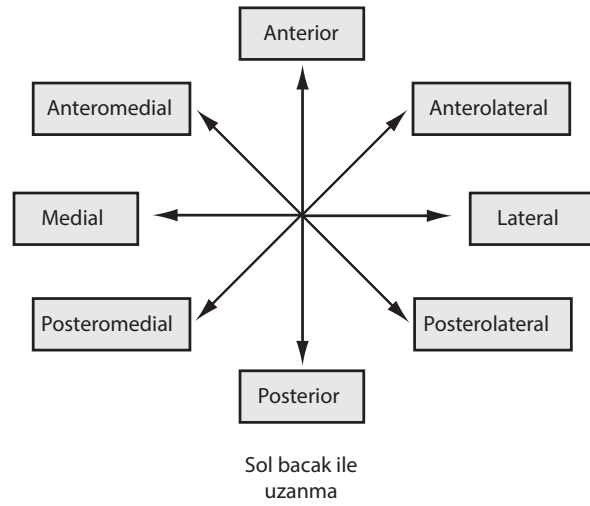 Anterior
Anteromedial
Anterolateral
Medial
Lateral
Posteromedial
Posterolateral
Posterior
Sol bacak ile
uzanma